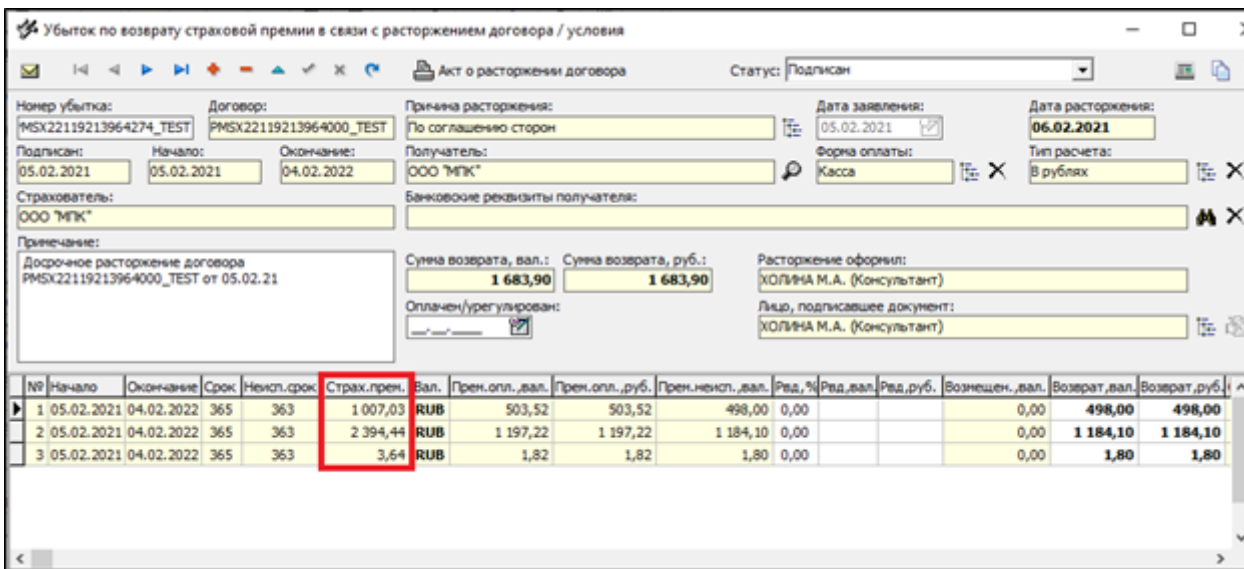 Убыток по возврату страховой премии в связи с расторжением договора / условия
Акт о расторжении договора Статус: Подписан
Номер убытка: Договор: Причина расторжения: Дата заявления: Дата расторжения:
MSX22119213964274_TEST PMSX22119213964000_TEST По соглашению сторон 05.02.2021 06.02.2021
Подписан: Начало: Окончание: Получатель: Форма оплаты: Тип расчета:
05.02.2021 05.02.2021 04.02.2022 ООО "МПК" Касса В рублях
Страхователь: Банковские реквизиты получателя:
ООО "МПК"
Примечание:
Досрочное расторжение договора
PMSX22119213964000_TEST от 05.02.21
Сумма возврата, вал.: Сумма возврата, руб.: Расторжение оформил:
1 683,90 1 683,90 ХОЛИНА М.А. (Консультант)
Оплачен/урегулирован: Лицо, подписавшее документ:
__.__.____ ХОЛИНА М.А. (Консультант)
№ Начало Окончание Срок Неисп.срок Страх.прем. Вал. Прем.опл.,вал. Прем.опл.,руб. Прем.неисп.,вал. Рвд,% Рвд,вал. Рвд,руб. Возмещен.,вал. Возврат,вал. Возврат,руб.
1 05.02.2021 04.02.2022 365 363 1 007,03 RUB 503,52 503,52 498,00 0,00 0,00 498,00 498,00
2 05.02.2021 04.02.2022 365 363 2 394,44 RUB 1 197,22 1 197,22 1 184,10 0,00 0,00 1 184,10 1 184,10
3 05.02.2021 04.02.2022 365 363 3,64 RUB 1,82 1,82 1,80 0,00 0,00 1,80 1,80